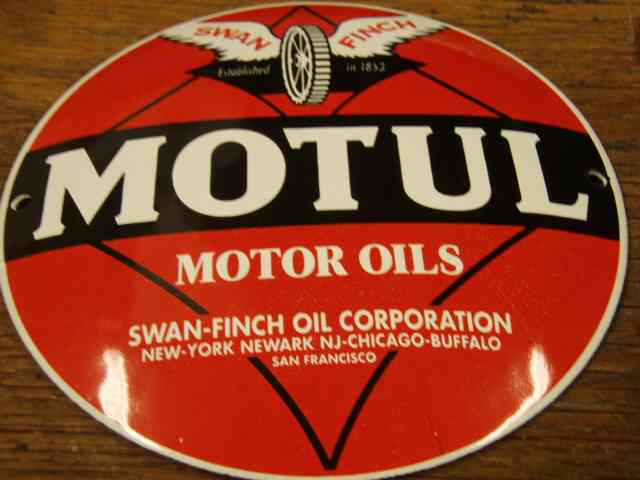 SWAN FINCH
Established in 1853
MOTUL
MOTOR OILS
SWAN-FINCH OIL CORPORATION
NEW-YORK NEWARK NJ-CHICAGO-BUFFALO
SAN FRANCISCO